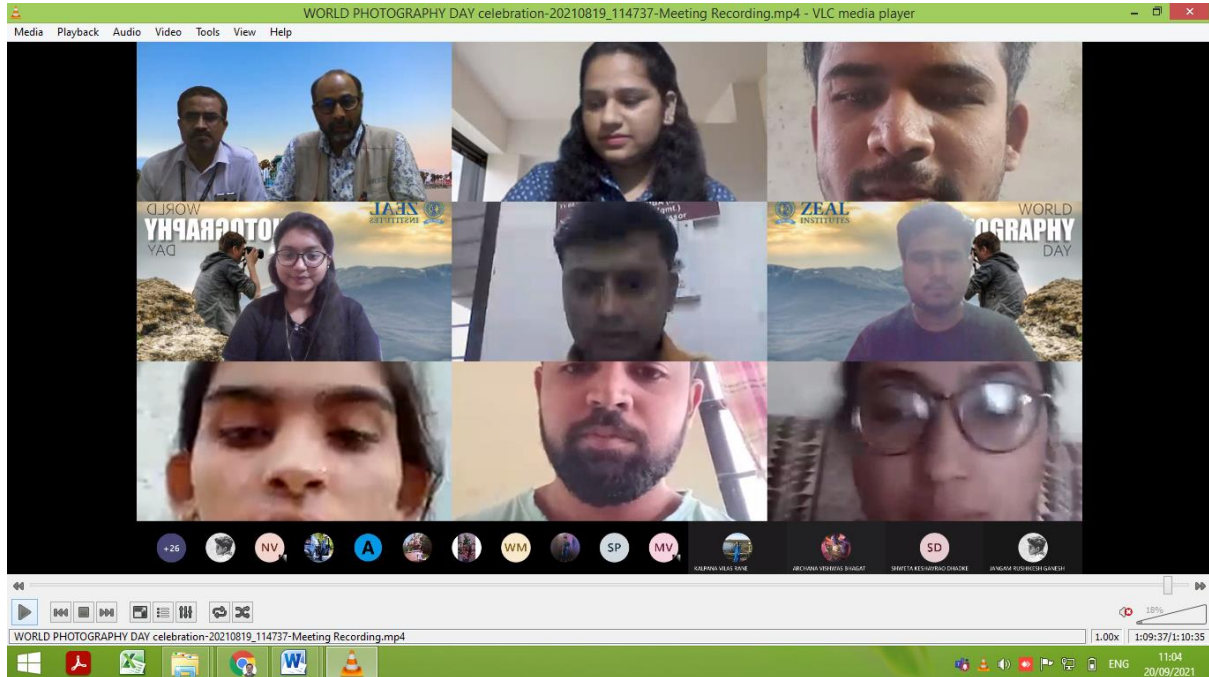 WORLD PHOTOGRAPHY DAY celebration-20210819_114737-Meeting Recording.mp4 - VLC media player
Media Playback Audio Video Tools View Help
WORLD
PHOTOGRAPHY
DAY
ZEAL
INSTITUTES
ZEAL
INSTITUTES
WORLD
OGRAPHY
DAY
+26
NV
A
WM
SP
MV
SD
KALPANA VILAS RANE
ARCHANA VISHWAS BHAGAT
SHWETA KESHAVRAO DHADKE
JANGAM RUSHIKESH GANESH
18%
WORLD PHOTOGRAPHY DAY celebration-20210819_114737-Meeting Recording.mp4
1.00x
1:09:37/1:10:35
ENG
11:04
20/09/2021